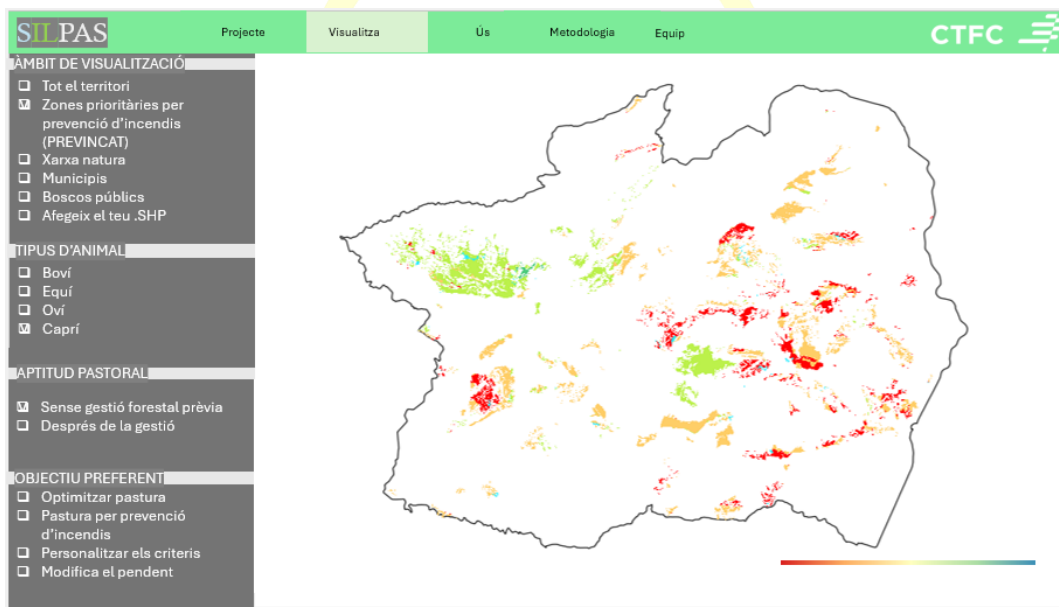 SILPAS
Projecte
Visualitza
Ús
Metodologia
Equip
CTFC
ÀMBIT DE VISUALITZACIÓ
Tot el territori
Zones prioritàries per
prevenció d'incendis
(PREVINCAT)
Xarxa natura
Municipis
Boscos públics
Afegeix el teu .SHP
TIPUS D'ANIMAL
Boví
Equí
Oví
Caprí
APTITUD PASTORAL
Sense gestió forestal prèvia
Després de la gestió
OBJECTIU PREFERENT
Optimitzar pastura
Pastura per prevenció
d'incendis
Personalitzar els criteris
Modifica el pendent